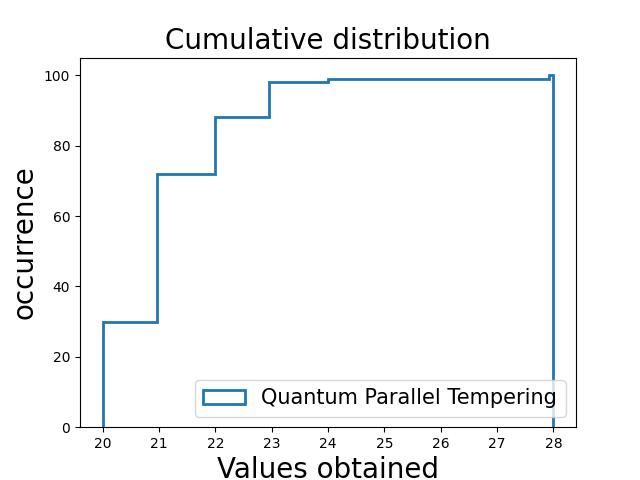 Cumulative distribution
occurrence
100
80
60
40
20
0
Quantum Parallel Tempering
20 21 22 23 24 25 26 27 28
Values obtained